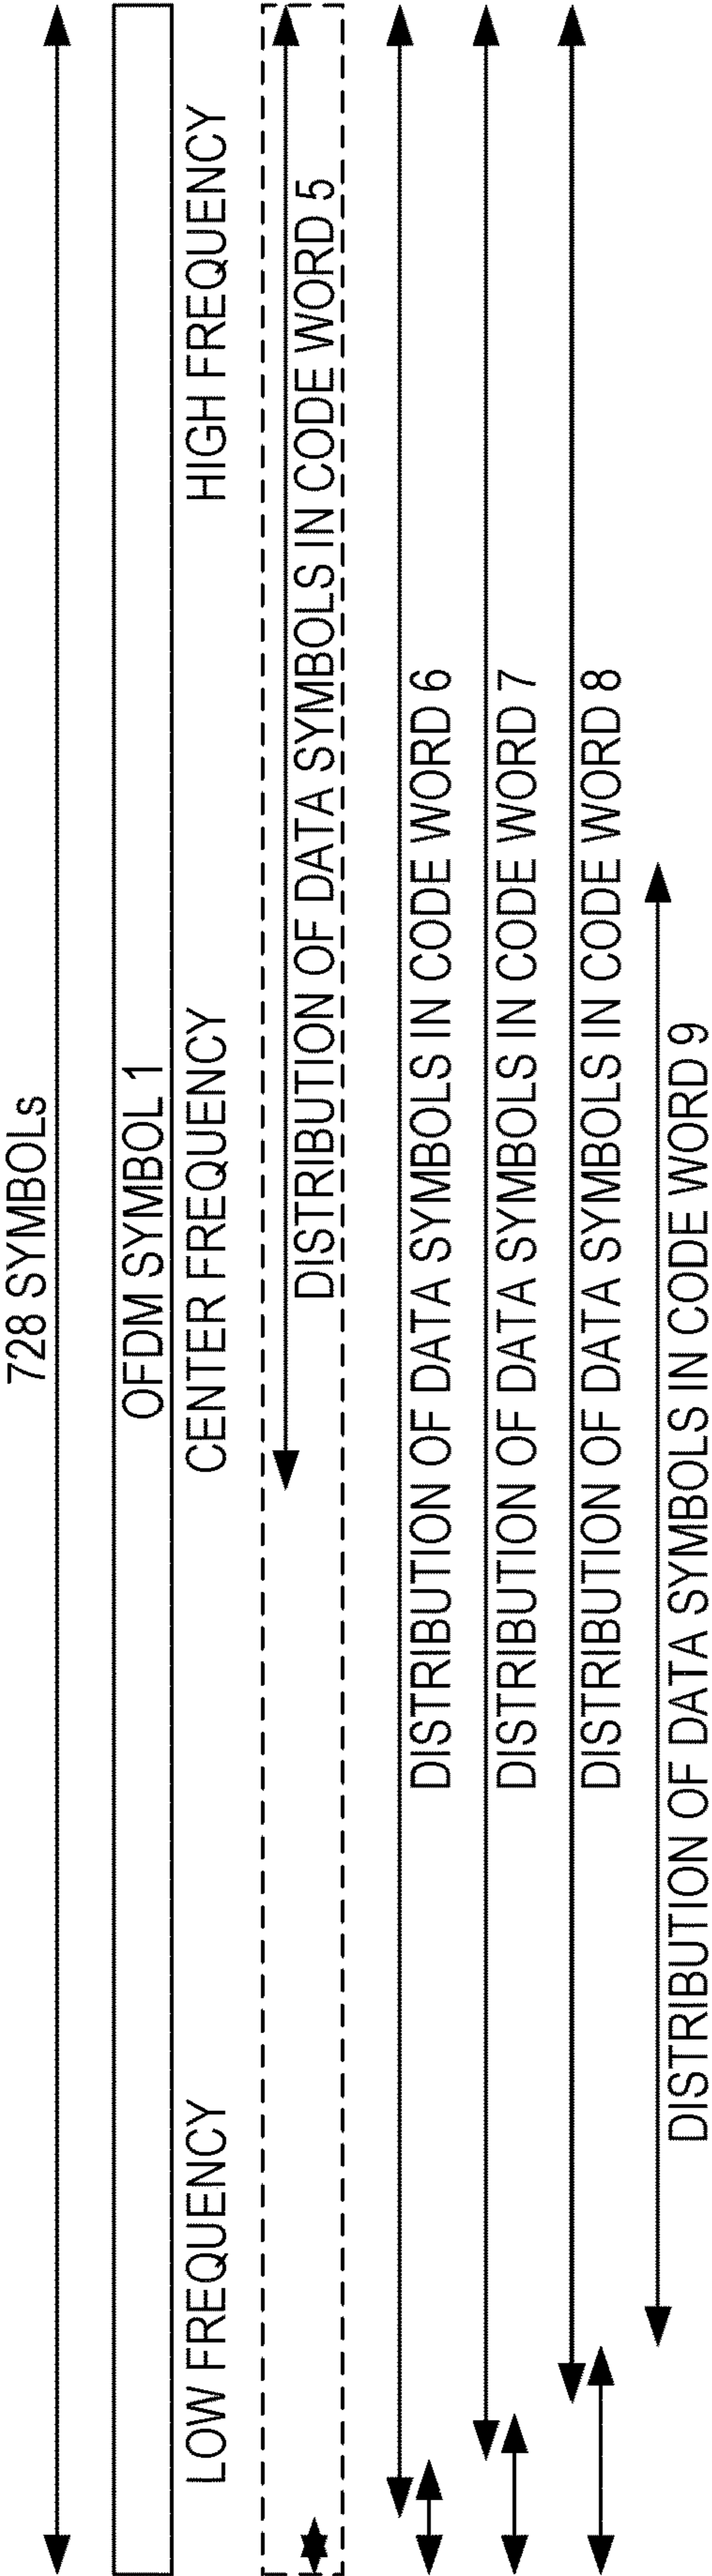 728 SYMBOLs
OFDM SYMBOL 1
LOW FREQUENCY
CENTER FREQUENCY
HIGH FREQUENCY
DISTRIBUTION OF DATA SYMBOLS IN CODE WORD 5
DISTRIBUTION OF DATA SYMBOLS IN CODE WORD 6
DISTRIBUTION OF DATA SYMBOLS IN CODE WORD 7
DISTRIBUTION OF DATA SYMBOLS IN CODE WORD 8
DISTRIBUTION OF DATA SYMBOLS IN CODE WORD 9